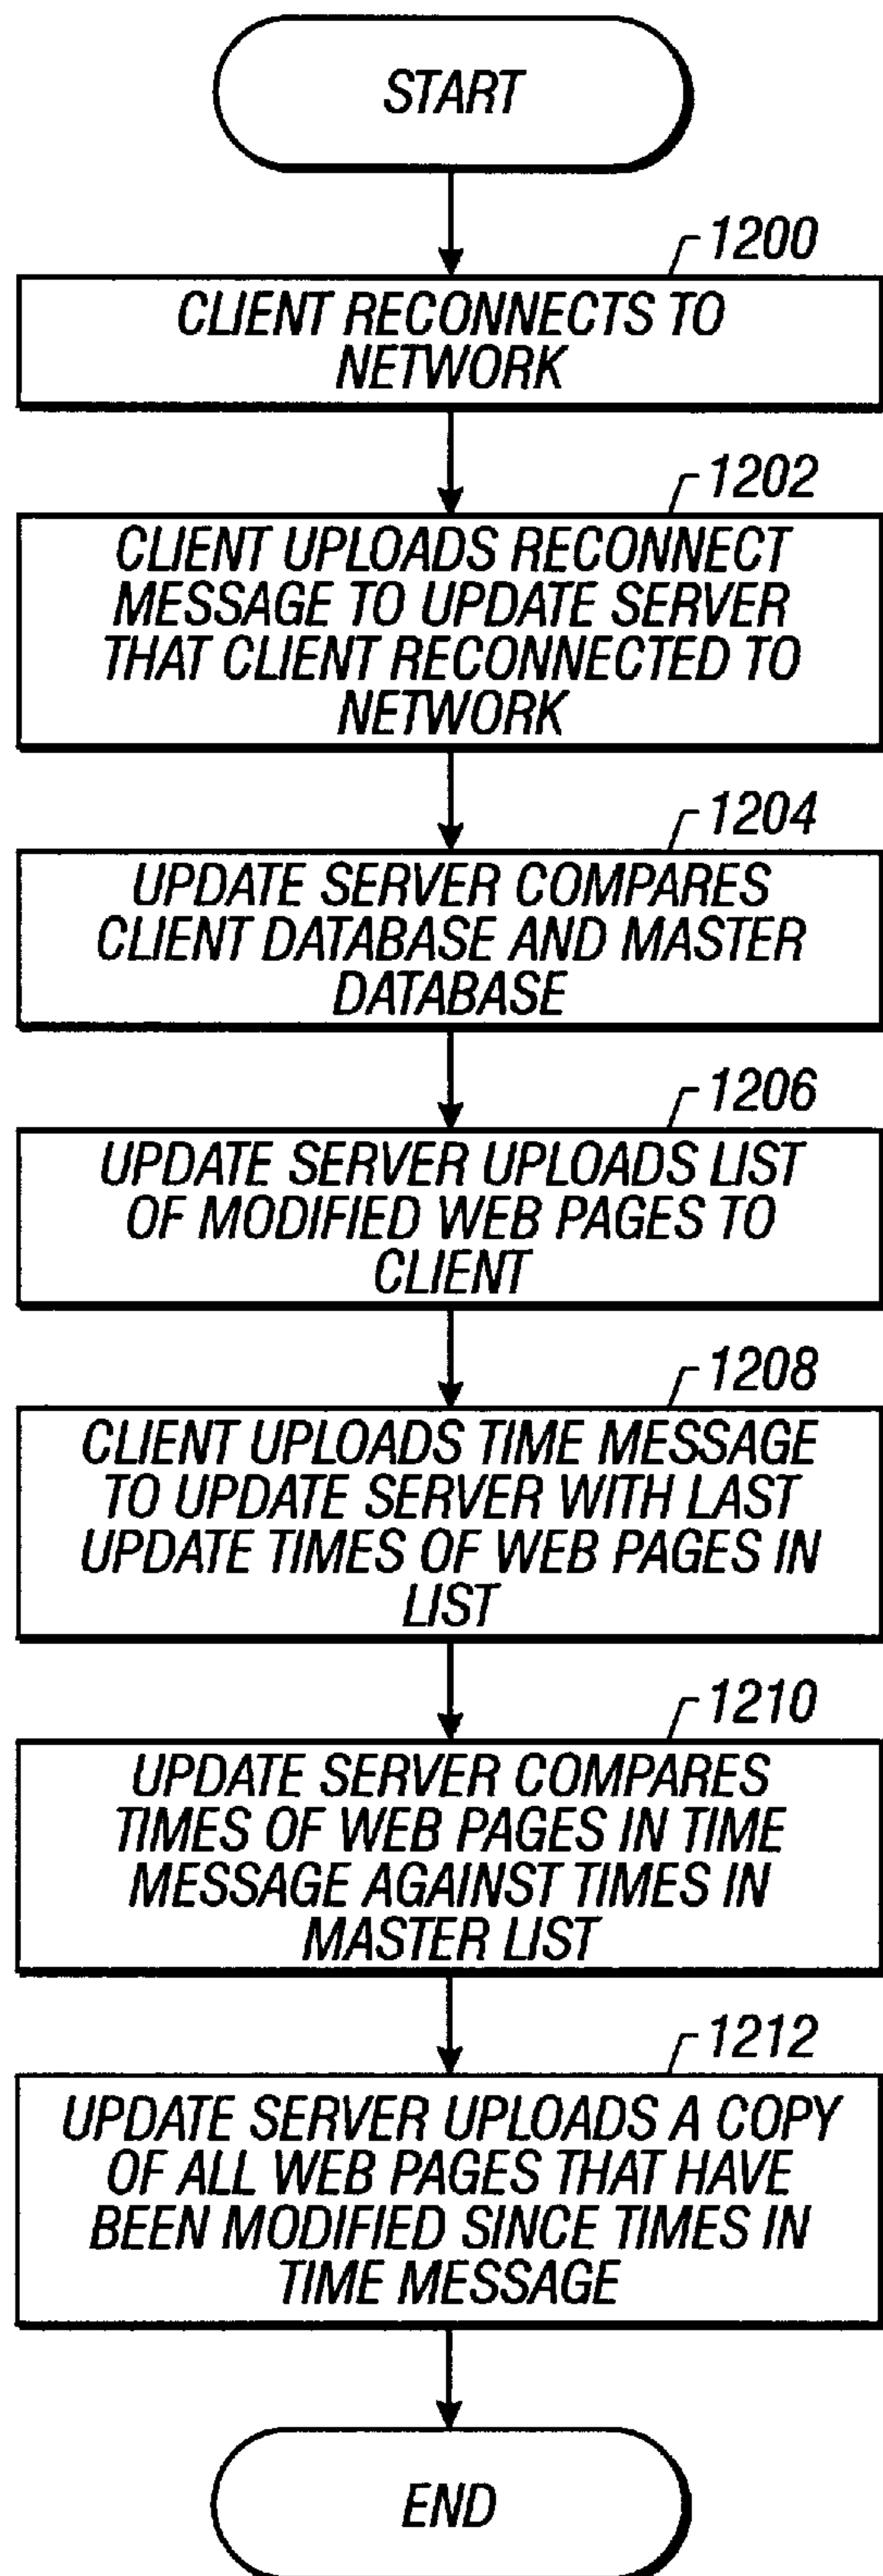 START
1200
CLIENT RECONNECTS TO
NETWORK
1202
CLIENT UPLOADS RECONNECT
MESSAGE TO UPDATE SERVER
THAT CLIENT RECONNECTED TO
NETWORK
1204
UPDATE SERVER COMPARES
CLIENT DATABASE AND MASTER
DATABASE
1206
UPDATE SERVER UPLOADS LIST
OF MODIFIED WEB PAGES TO
CLIENT
1208
CLIENT UPLOADS TIME MESSAGE
TO UPDATE SERVER WITH LAST
UPDATE TIMES OF WEB PAGES IN
LIST
1210
UPDATE SERVER COMPARES
TIMES OF WEB PAGES IN TIME
MESSAGE AGAINST TIMES IN
MASTER LIST
1212
UPDATE SERVER UPLOADS A COPY
OF ALL WEB PAGES THAT HAVE
BEEN MODIFIED SINCE TIMES IN
TIME MESSAGE
END